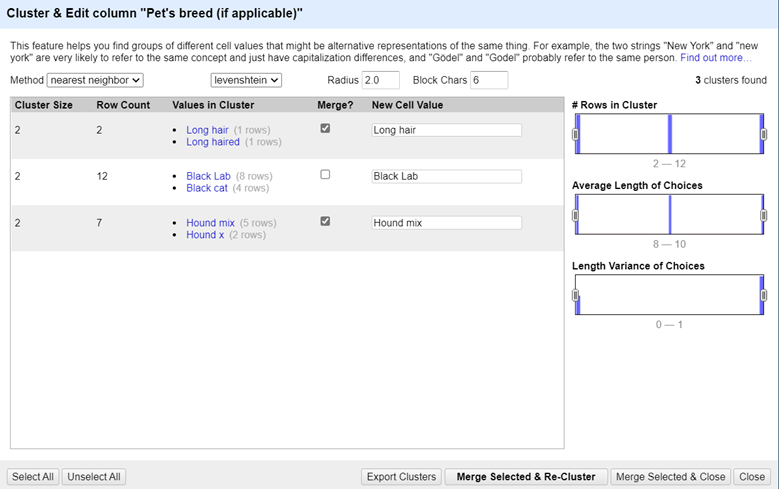 Cluster & Edit column "Pet's breed (if applicable)"
This feature helps you find groups of different cell values that might be alternative representations of the same thing. For example, the two strings "New York" and "new
york" are very likely to refer to the same concept and just have capitalization differences, and "Gödel" and "Godel" probably refer to the same person. Find out more...
Method nearest neighbor levenshtein Radius 2.0 Block Chars 6 3 clusters found
Cluster Size Row Count Values in Cluster Merge? New Cell Value
2 2 • Long hair (1 rows) Long hair
• Long haired (1 rows)
2 12 • Black Lab (8 rows) Black Lab
• Black cat (4 rows)
2 7 • Hound mix (5 rows) Hound mix
• Hound x (2 rows)
# Rows in Cluster
2 — 12
Average Length of Choices
8 — 10
Length Variance of Choices
0 — 1
Select All Unselect All Export Clusters Merge Selected & Re-Cluster Merge Selected & Close Close